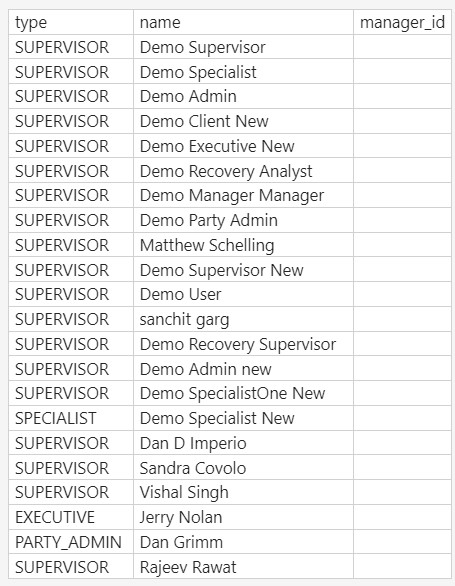 type name manager_id
SUPERVISOR Demo Supervisor
SUPERVISOR Demo Specialist
SUPERVISOR Demo Admin
SUPERVISOR Demo Client New
SUPERVISOR Demo Executive New
SUPERVISOR Demo Recovery Analyst
SUPERVISOR Demo Manager Manager
SUPERVISOR Demo Party Admin
SUPERVISOR Matthew Schelling
SUPERVISOR Demo Supervisor New
SUPERVISOR Demo User
SUPERVISOR sanchit garg
SUPERVISOR Demo Recovery Supervisor
SUPERVISOR Demo Admin new
SUPERVISOR Demo SpecialistOne New
SPECIALIST Demo Specialist New
SUPERVISOR Dan D Imperio
SUPERVISOR Sandra Covolo
SUPERVISOR Vishal Singh
EXECUTIVE Jerry Nolan
PARTY_ADMIN Dan Grimm
SUPERVISOR Rajeev Rawat